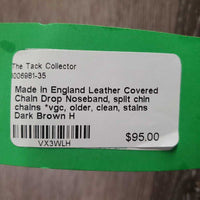 The Tack Collector
i006981-35
Made in England Leather Covered
Chain Drop Noseband, split chin
chains *vgc, older, clean, stains
Dark Brown H
$95.00
VX3WLH